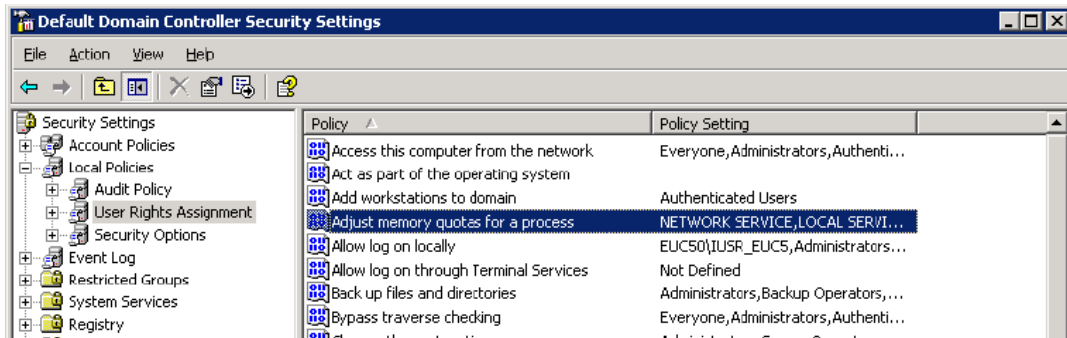 Default Domain Controller Security Settings
File Action View Help
Security Settings
Account Policies
Local Policies
Audit Policy
User Rights Assignment
Security Options
Event Log
Restricted Groups
System Services
Registry
Policy Policy Setting
Access this computer from the network Everyone,Administrators,Authenti...
Act as part of the operating system
Add workstations to domain Authenticated Users
Adjust memory quotas for a process NETWORK SERVICE,LOCAL SERVI...
Allow log on locally EUC50\IUSR_EUC5,Administrators...
Allow log on through Terminal Services Not Defined
Back up files and directories Administrators,Backup Operators,...
Bypass traverse checking Everyone,Administrators,Authenti...